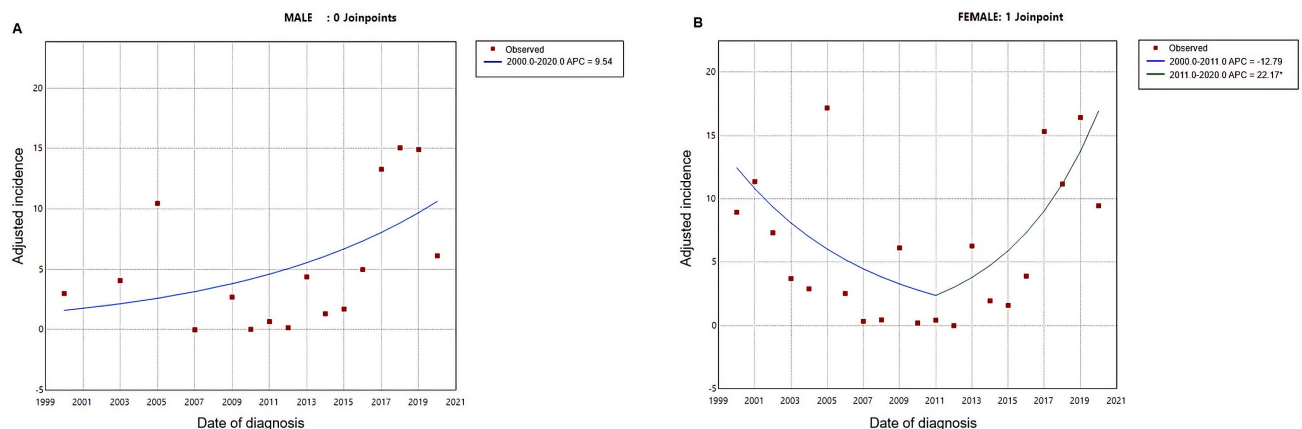 A
MALE : 0 Joinpoints
Observed
2000.0-2020.0 APC = 9.54
Adjusted incidence
20
15
10
5
0
-5
1999 2001 2003 2005 2007 2009 2011 2013 2015 2017 2019 2021
Date of diagnosis
B
FEMALE: 1 Joinpoint
Observed
2000.0-2011.0 APC = -12.79
2011.0-2020.0 APC = 22.17*
Adjusted incidence
20
15
10
5
0
-5
1999 2001 2003 2005 2007 2009 2011 2013 2015 2017 2019 2021
Date of diagnosis